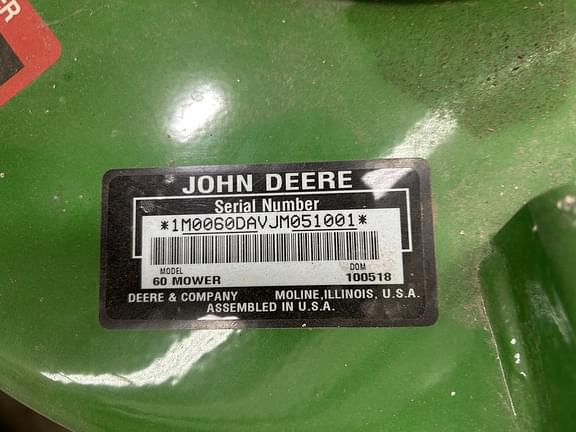 JOHN DEERE
Serial Number
*1M0060DAVJM051001*
MODEL DOM
60 MOWER 100518
DEERE & COMPANY MOLINE,ILLINOIS, U.S.A.
ASSEMBLED IN U.S.A.